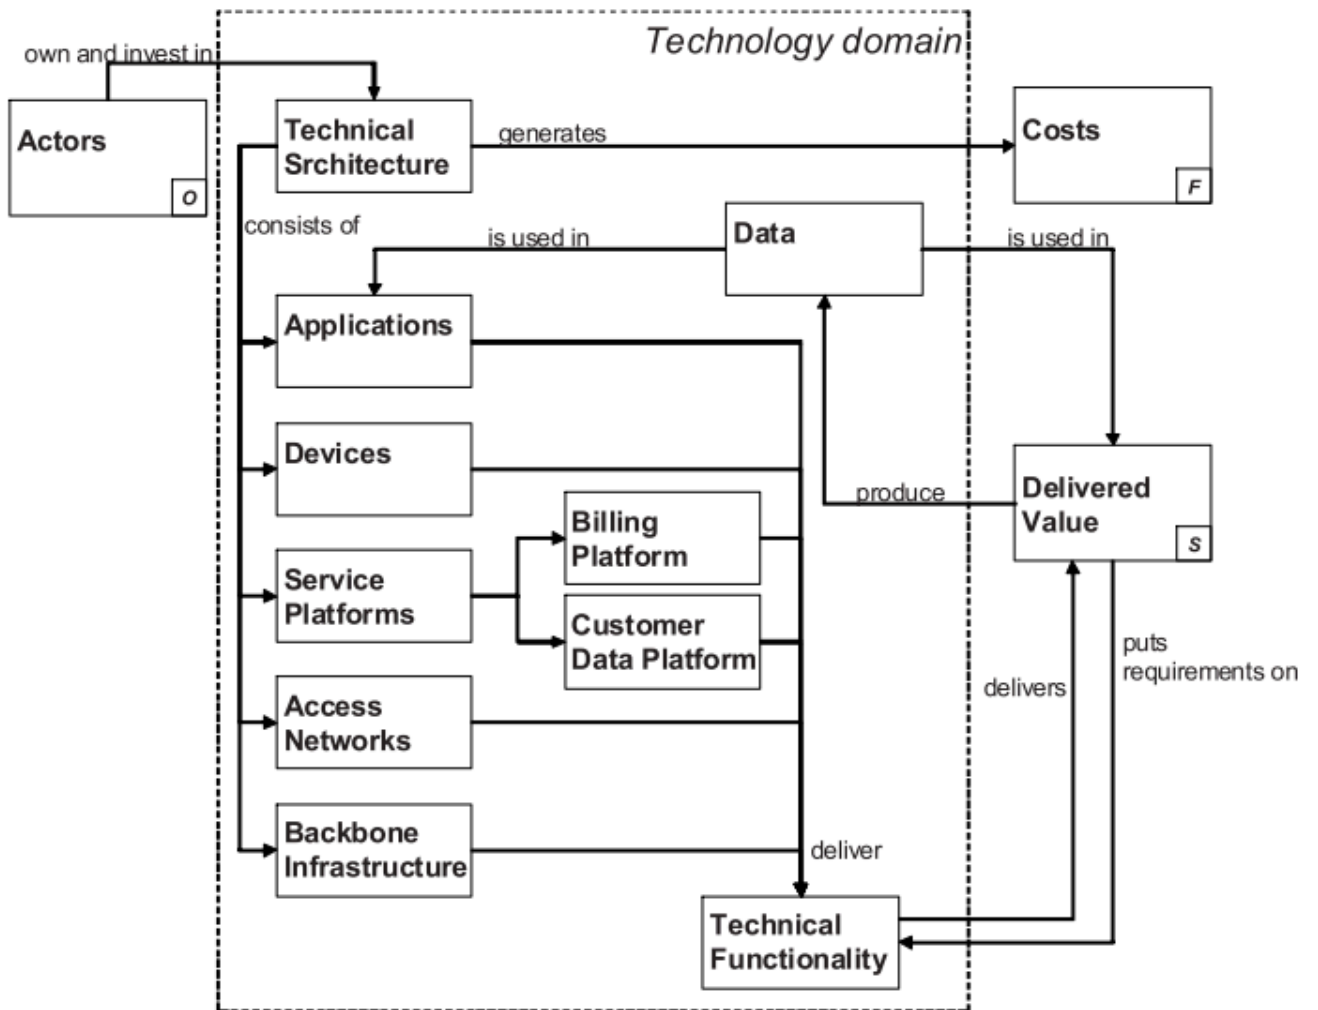 Technology domain
own and invest in
Actors
O
Technical
Srchitecture
generates
Costs
F
consists of
is used in
Data
is used in
Applications
Devices
Billing
Platform
produce
Delivered
Value
S
Service
Platforms
Customer
Data Platform
puts
requirements on
delivers
Access
Networks
Backbone
Infrastructure
deliver
Technical
Functionality